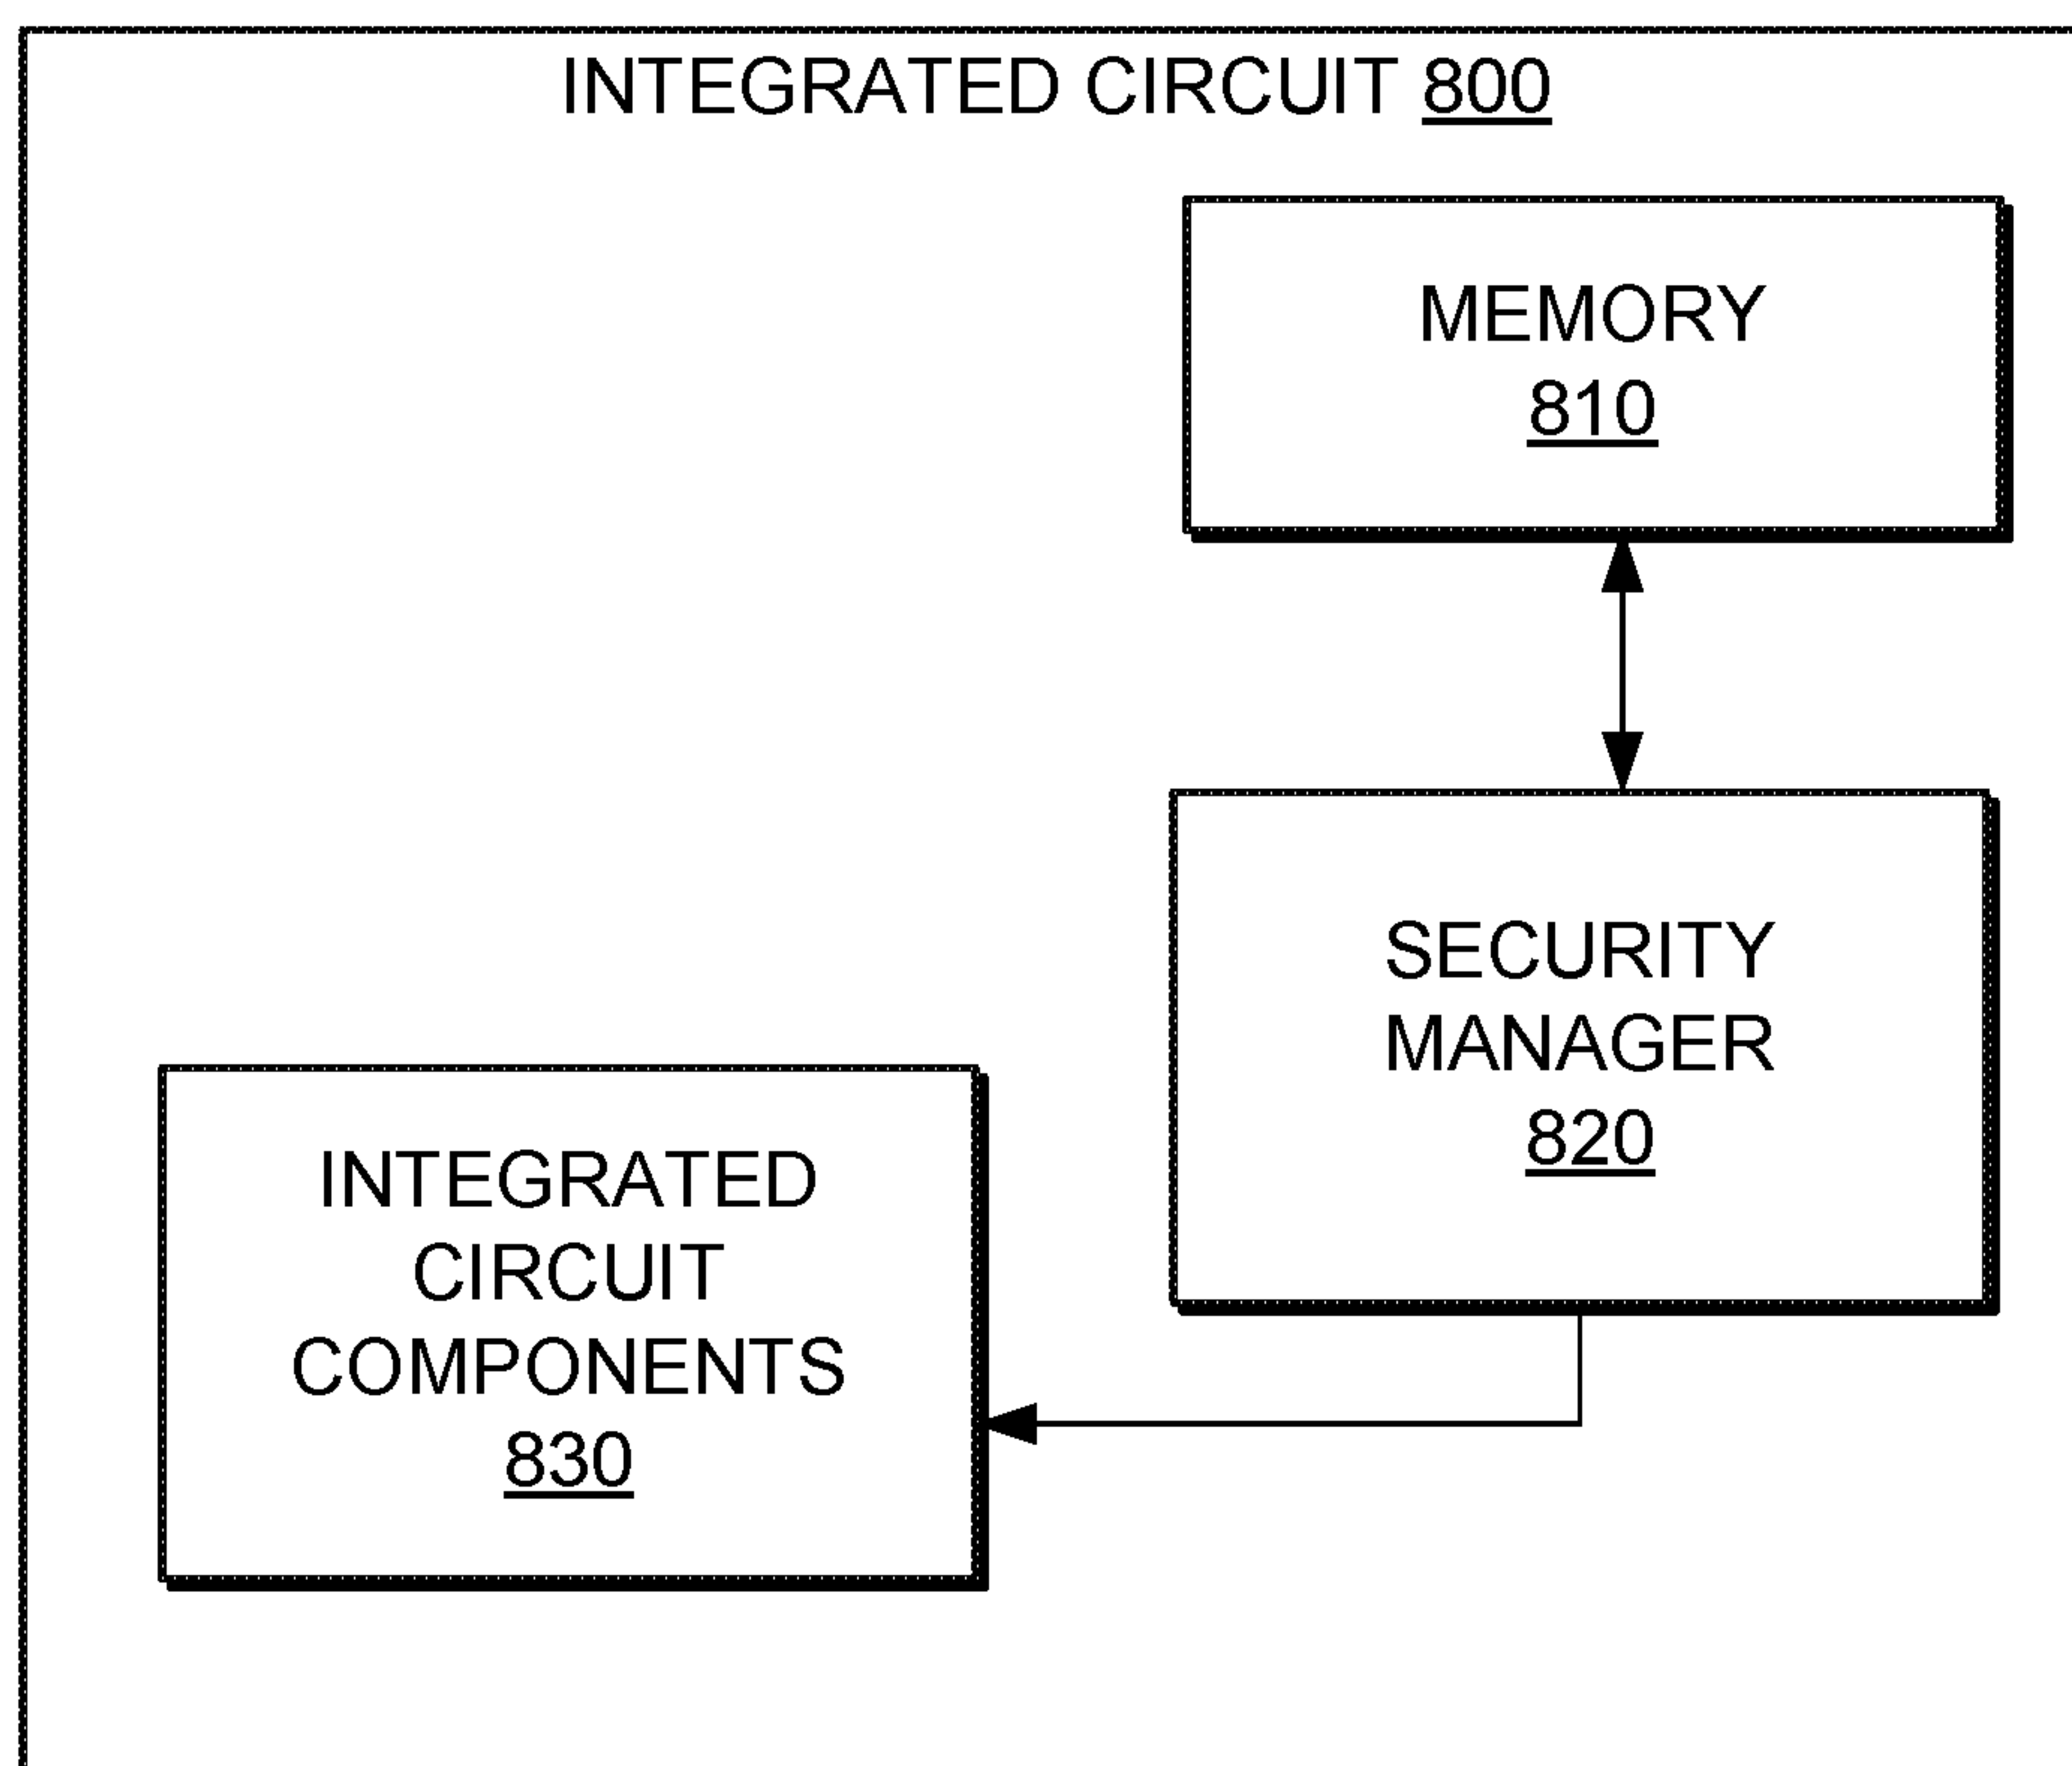 INTEGRATED CIRCUIT 800
MEMORY
810
SECURITY
MANAGER
820
INTEGRATED
CIRCUIT
COMPONENTS
830